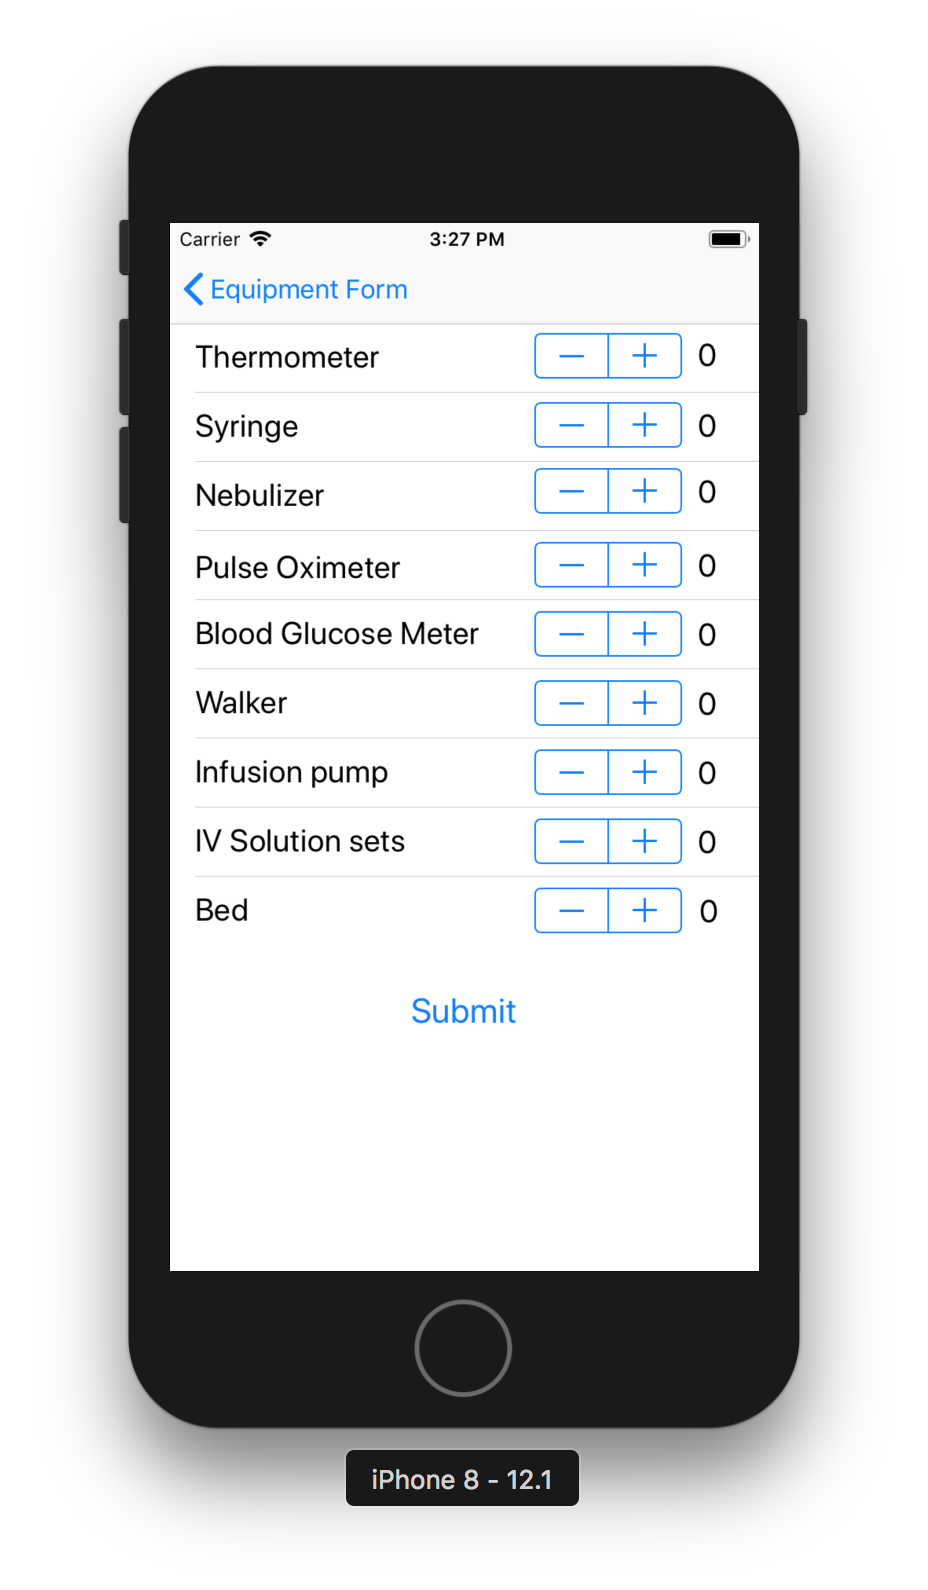 Carrier 3:27 PM
Equipment Form
Thermometer — + 0
Syringe — + 0
Nebulizer — + 0
Pulse Oximeter — + 0
Blood Glucose Meter — + 0
Walker — + 0
Infusion pump — + 0
IV Solution sets — + 0
Bed — + 0
Submit
iPhone 8 - 12.1